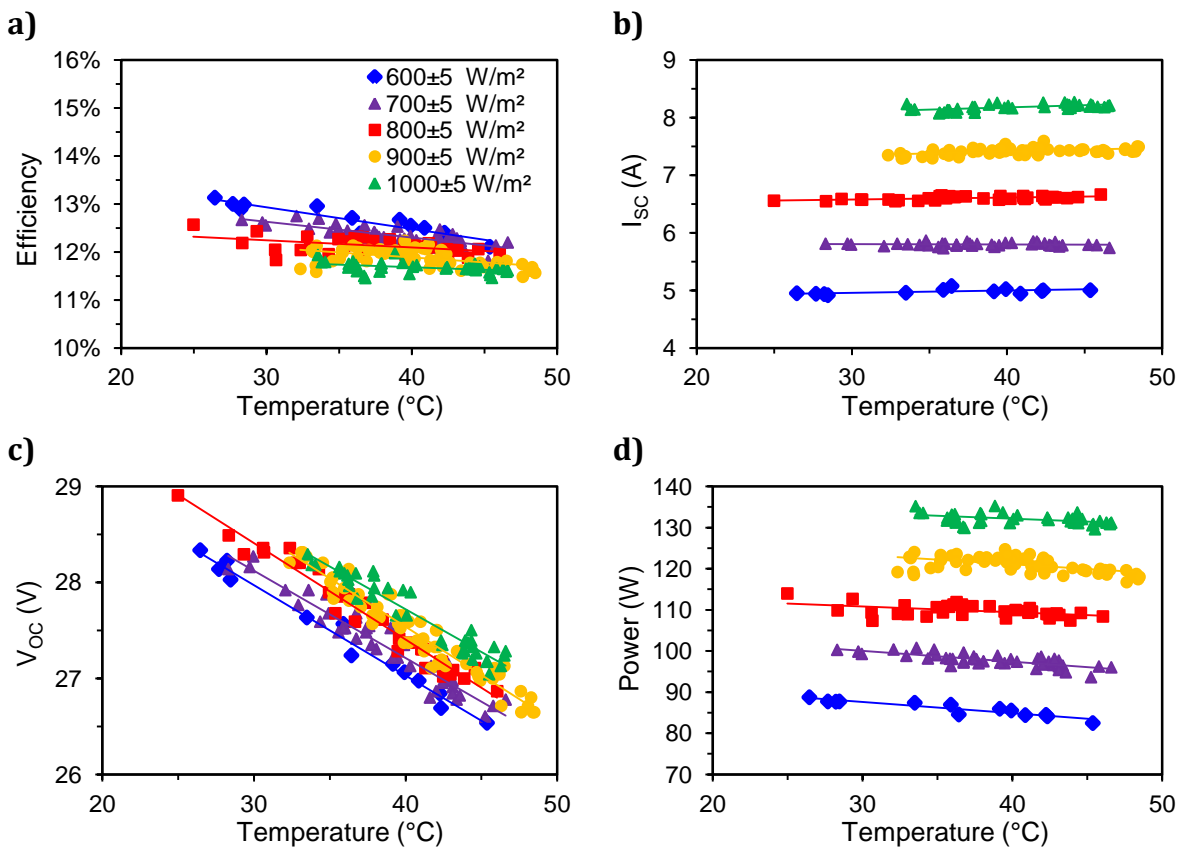 a)
16%
15%
14%
13%
12%
11%
10%
Efficiency
600±5 W/m²
700±5 W/m²
800±5 W/m²
900±5 W/m²
1000±5 W/m²
20 30 40 50
Temperature (°C)
b)
9
8
7
6
5
4
I_SC (A)
20 30 40 50
Temperature (°C)
c)
29
28
27
26
V_OC (V)
20 30 40 50
Temperature (°C)
d)
140
130
120
110
100
90
80
70
Power (W)
20 30 40 50
Temperature (°C)